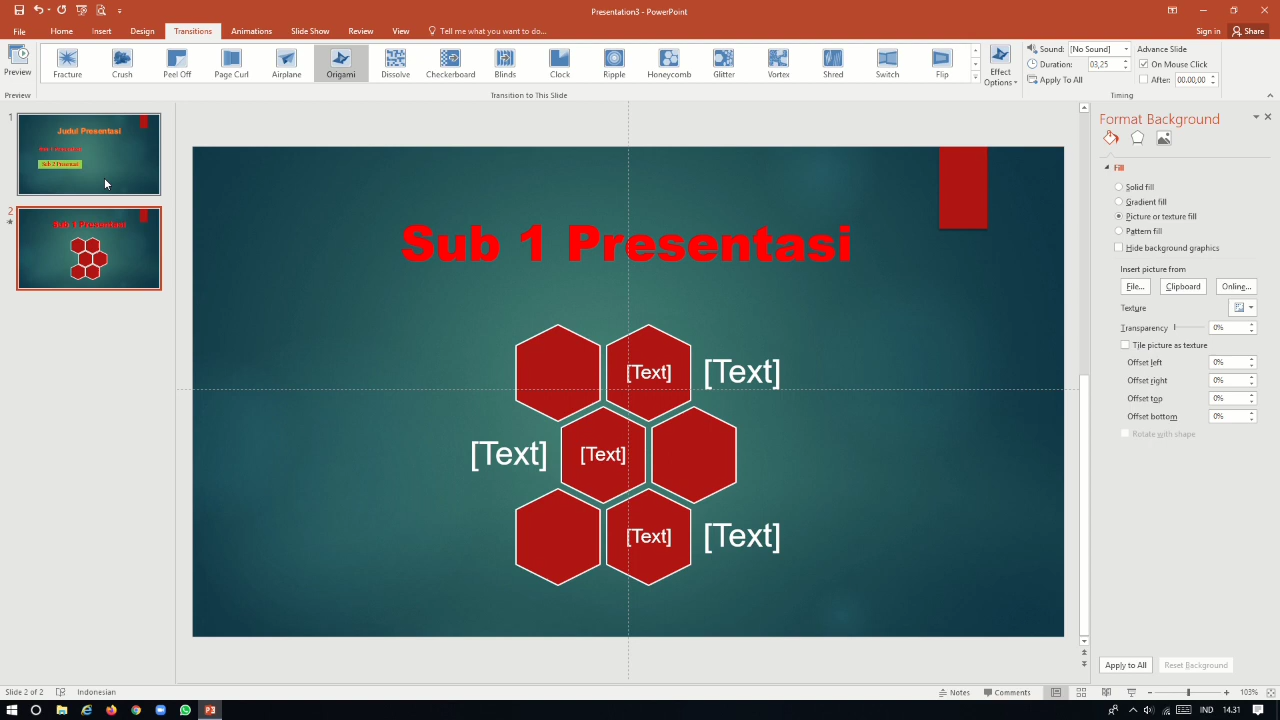 Presentation3 - PowerPoint
Sign in
Share
File
Home
Insert
Design
Transitions
Animations
Slide Show
Review
View
Tell me what you want to do...
Preview
Fracture
Crush
Peel Off
Page Curl
Airplane
Origami
Dissolve
Checkerboard
Blinds
Clock
Ripple
Honeycomb
Glitter
Vortex
Shred
Switch
Flip
Effect
Options
Sound: [No Sound]
Duration: 03,25
Apply To All
Advance Slide
On Mouse Click
After: 00.00,00
Preview
Transition to This Slide
Timing
1
Judul Presentasi
Sub 2 Presentasi
2
Sub 1 Presentasi
Sub 1 Presentasi
[Text]
[Text]
[Text]
[Text]
[Text]
[Text]
Format Background
Fill
Solid fill
Gradient fill
Picture or texture fill
Pattern fill
Hide background graphics
Insert picture from
File...
Clipboard
Online...
Texture
Transparency
0%
Tile picture as texture
Offset left
0%
Offset right
0%
Offset top
0%
Offset bottom
0%
Rotate with shape
Apply to All
Reset Background
Slide 2 of 2
Indonesian
Notes
Comments
103%
IND
14.31